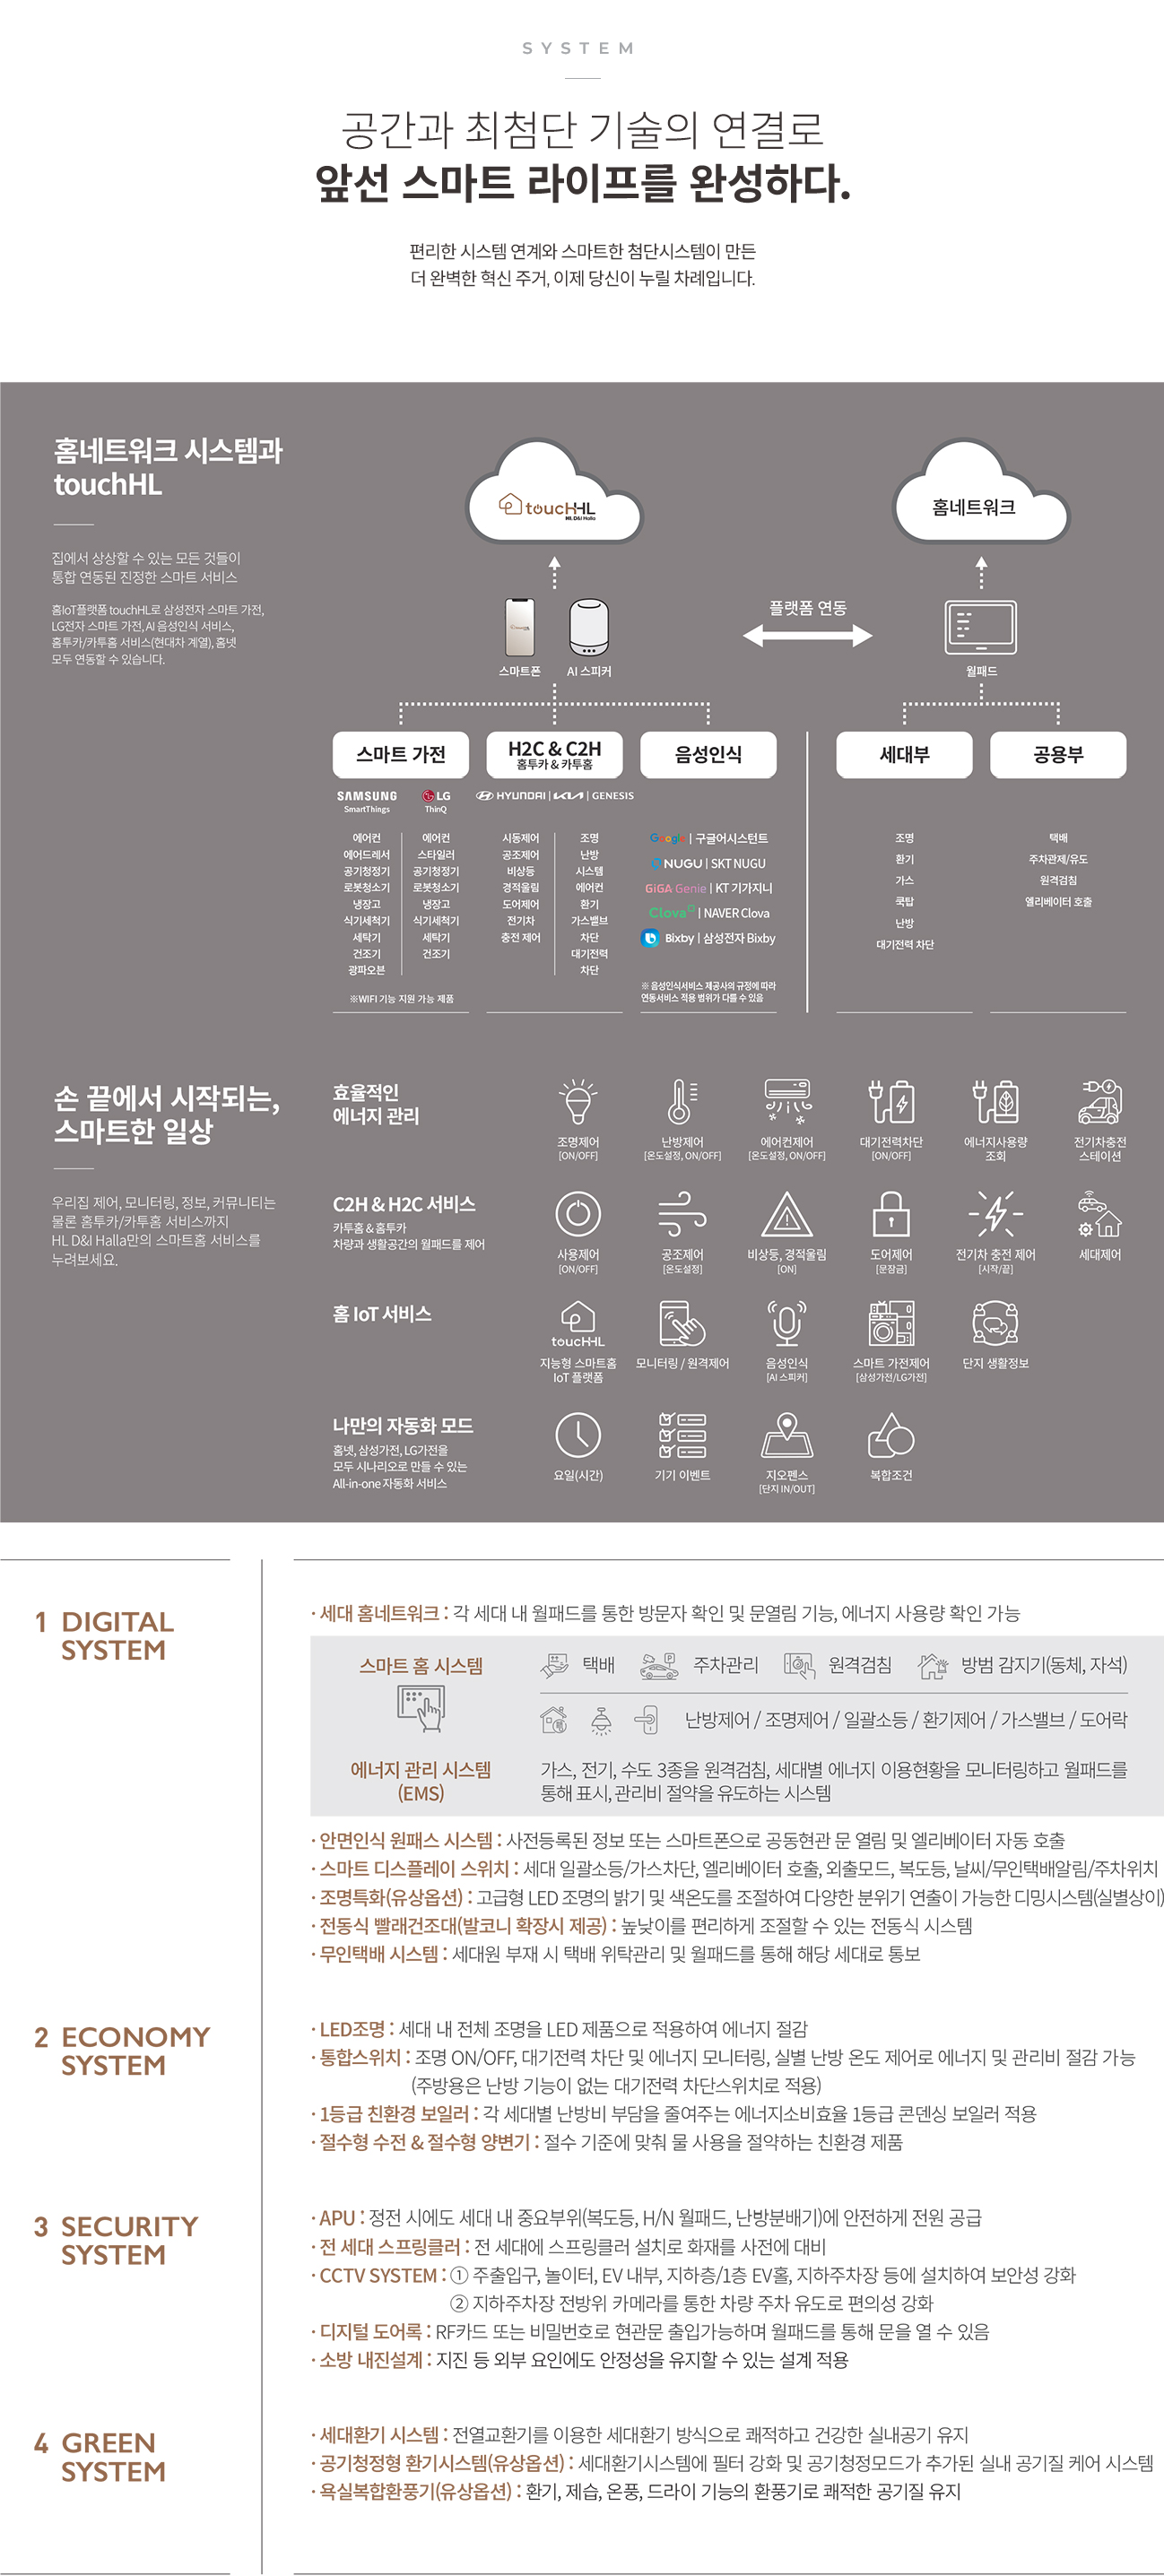 SYSTEM
공간과 최첨단 기술의 연결로
앞선 스마트 라이프를 완성하다.
편리한 시스템 연계와 스마트한 첨단시스템이 만든
더 완벽한 혁신 주거, 이제 당신이 누릴 차례입니다.
홈네트워크 시스템과
touchHL
집에서 상상할 수 있는 모든 것들이
통합 연동된 진정한 스마트 서비스
홈IoT플랫폼 touchHL로 삼성전자 스마트 가전,
LG전자 스마트 가전, AI 음성인식 서비스,
홈투카/카투홈 서비스(현대차 계열), 홈넷
모두 연동할 수 있습니다.
toucHHL
HL D&I Halla
홈네트워크
스마트폰
AI 스피커
플랫폼 연동
월패드
스마트 가전
SAMSUNG
SmartThings
LG
ThinQ
에어컨
에어드레서
공기청정기
로봇청소기
냉장고
식기세척기
세탁기
건조기
광파오븐
에어컨
스타일러
공기청정기
로봇청소기
냉장고
식기세척기
세탁기
건조기
※WIFI 기능 지원 가능 제품
H2C & C2H
홈투카 & 카투홈
HYUNDAI | KIA | GENESIS
시동제어
공조제어
비상등
경적울림
도어제어
전기차
충전 제어
조명
난방
시스템
에어컨
환기
가스밸브
차단
대기전력
차단
음성인식
Google | 구글어시스턴트
NUGU | SKT NUGU
GiGA Genie | KT 기가지니
Clova | NAVER Clova
Bixby | 삼성전자 Bixby
※ 음성인식서비스 제공사의 규정에 따라
연동서비스 적용 범위가 다를 수 있음
세대부
조명
환기
가스
쿡탑
난방
대기전력 차단
공용부
택배
주차관제/유도
원격검침
엘리베이터 호출
손 끝에서 시작되는,
스마트한 일상
우리집 제어, 모니터링, 정보, 커뮤니티는
물론 홈투카/카투홈 서비스까지
HL D&I Halla만의 스마트홈 서비스를
누려보세요.
효율적인
에너지 관리
조명제어
[ON/OFF]
난방제어
[온도설정, ON/OFF]
에어컨제어
[온도설정, ON/OFF]
대기전력차단
[ON/OFF]
에너지사용량
조회
전기차충전
스테이션
C2H & H2C 서비스
카투홈 & 홈투카
차량과 생활공간의 월패드를 제어
사용제어
[ON/OFF]
공조제어
[온도설정]
비상등, 경적울림
[ON]
도어제어
[문잠금]
전기차 충전 제어
[시작/끝]
세대제어
홈 IoT 서비스
toucHHL
지능형 스마트홈
IoT 플랫폼
모니터링 / 원격제어
음성인식
[AI 스피커]
스마트 가전제어
[삼성가전/LG가전]
단지 생활정보
나만의 자동화 모드
홈넷, 삼성가전, LG가전을
모두 시나리오로 만들 수 있는
All-in-one 자동화 서비스
요일(시간)
기기 이벤트
지오펜스
[단지 IN/OUT]
복합조건
1 DIGITAL
SYSTEM
· 세대 홈네트워크 : 각 세대 내 월패드를 통한 방문자 확인 및 문열림 기능, 에너지 사용량 확인 가능
스마트 홈 시스템
택배
주차관리
P
원격검침
방범 감지기(동체, 자석)
난방제어 / 조명제어 / 일괄소등 / 환기제어 / 가스밸브 / 도어락
에너지 관리 시스템
(EMS)
가스, 전기, 수도 3종을 원격검침, 세대별 에너지 이용현황을 모니터링하고 월패드를
통해 표시, 관리비 절약을 유도하는 시스템
· 안면인식 원패스 시스템 : 사전등록된 정보 또는 스마트폰으로 공동현관 문 열림 및 엘리베이터 자동 호출
· 스마트 디스플레이 스위치 : 세대 일괄소등/가스차단, 엘리베이터 호출, 외출모드, 복도등, 날씨/무인택배알림/주차위치
· 조명특화(유상옵션) : 고급형 LED 조명의 밝기 및 색온도를 조절하여 다양한 분위기 연출이 가능한 디밍시스템(실별상이)
· 전동식 빨래건조대(발코니 확장시 제공) : 높낮이를 편리하게 조절할 수 있는 전동식 시스템
· 무인택배 시스템 : 세대원 부재 시 택배 위탁관리 및 월패드를 통해 해당 세대로 통보
2 ECONOMY
SYSTEM
· LED조명 : 세대 내 전체 조명을 LED 제품으로 적용하여 에너지 절감
· 통합스위치 : 조명 ON/OFF, 대기전력 차단 및 에너지 모니터링, 실별 난방 온도 제어로 에너지 및 관리비 절감 가능
(주방용은 난방 기능이 없는 대기전력 차단스위치로 적용)
· 1등급 친환경 보일러 : 각 세대별 난방비 부담을 줄여주는 에너지소비효율 1등급 콘덴싱 보일러 적용
· 절수형 수전 & 절수형 양변기 : 절수 기준에 맞춰 물 사용을 절약하는 친환경 제품
3 SECURITY
SYSTEM
· APU : 정전 시에도 세대 내 중요부위(복도등, H/N 월패드, 난방분배기)에 안전하게 전원 공급
· 전 세대 스프링클러 : 전 세대에 스프링클러 설치로 화재를 사전에 대비
· CCTV SYSTEM : ① 주출입구, 놀이터, EV 내부, 지하층/1층 EV홀, 지하주차장 등에 설치하여 보안성 강화
② 지하주차장 전방위 카메라를 통한 차량 주차 유도로 편의성 강화
· 디지털 도어록 : RF카드 또는 비밀번호로 현관문 출입가능하며 월패드를 통해 문을 열 수 있음
· 소방 내진설계 : 지진 등 외부 요인에도 안정성을 유지할 수 있는 설계 적용
4 GREEN
SYSTEM
· 세대환기 시스템 : 전열교환기를 이용한 세대환기 방식으로 쾌적하고 건강한 실내공기 유지
· 공기청정형 환기시스템(유상옵션) : 세대환기시스템에 필터 강화 및 공기청정모드가 추가된 실내 공기질 케어 시스템
· 욕실복합환풍기(유상옵션) : 환기, 제습, 온풍, 드라이 기능의 환풍기로 쾌적한 공기질 유지